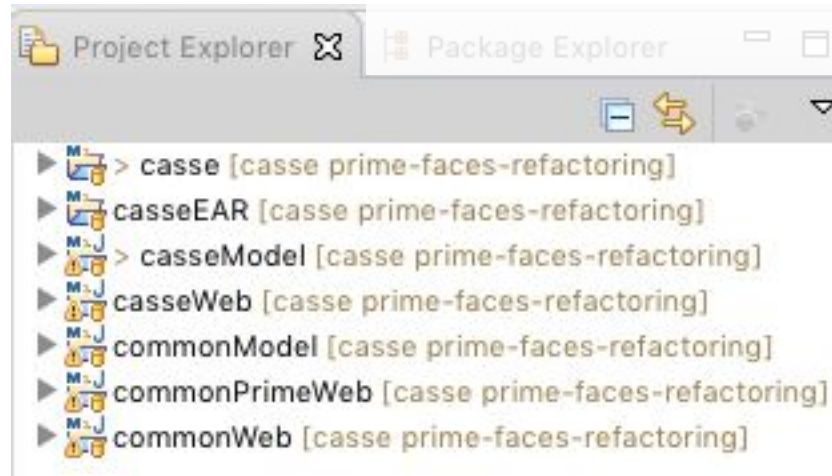 Project Explorer Package Explorer
> casse [casse prime-faces-refactoring]
casseEAR [casse prime-faces-refactoring]
> casseModel [casse prime-faces-refactoring]
casseWeb [casse prime-faces-refactoring]
commonModel [casse prime-faces-refactoring]
commonPrimeWeb [casse prime-faces-refactoring]
commonWeb [casse prime-faces-refactoring]